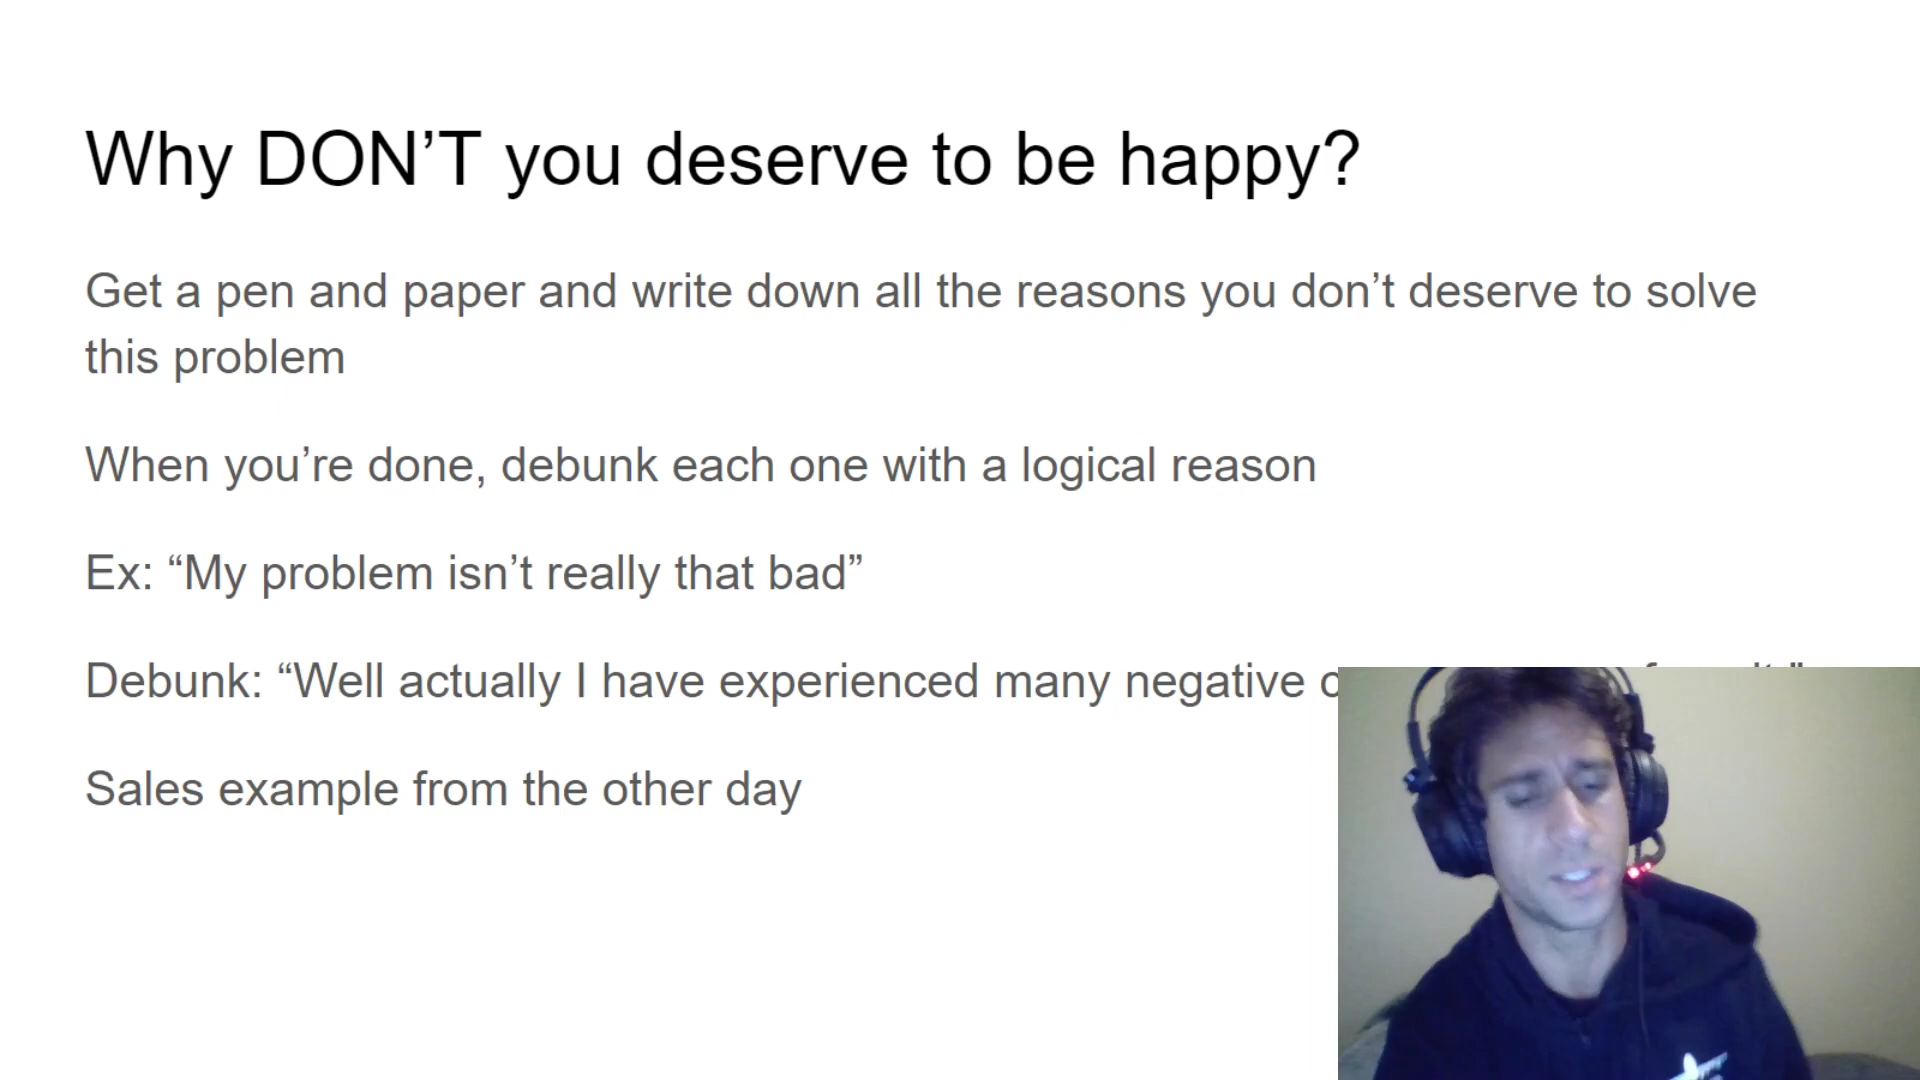 Why DON’T you deserve to be happy?
Get a pen and paper and write down all the reasons you don’t deserve to solve
this problem
When you’re done, debunk each one with a logical reason
Ex: “My problem isn’t really that bad”
Debunk: “Well actually I have experienced many negative
Sales example from the other day